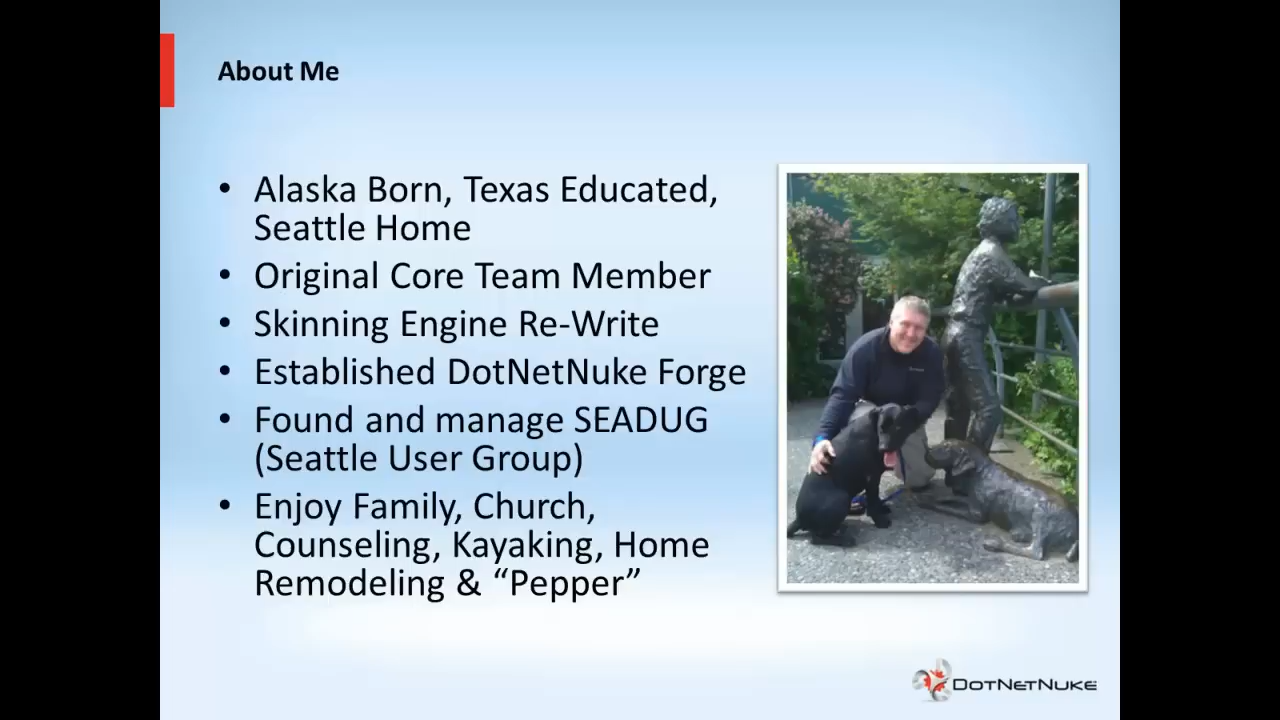 About Me
• Alaska Born, Texas Educated,
Seattle Home
• Original Core Team Member
• Skinning Engine Re-Write
• Established DotNetNuke Forge
• Found and manage SEADUG
(Seattle User Group)
• Enjoy Family, Church,
Counseling, Kayaking, Home
Remodeling & “Pepper”
DotNetNuke